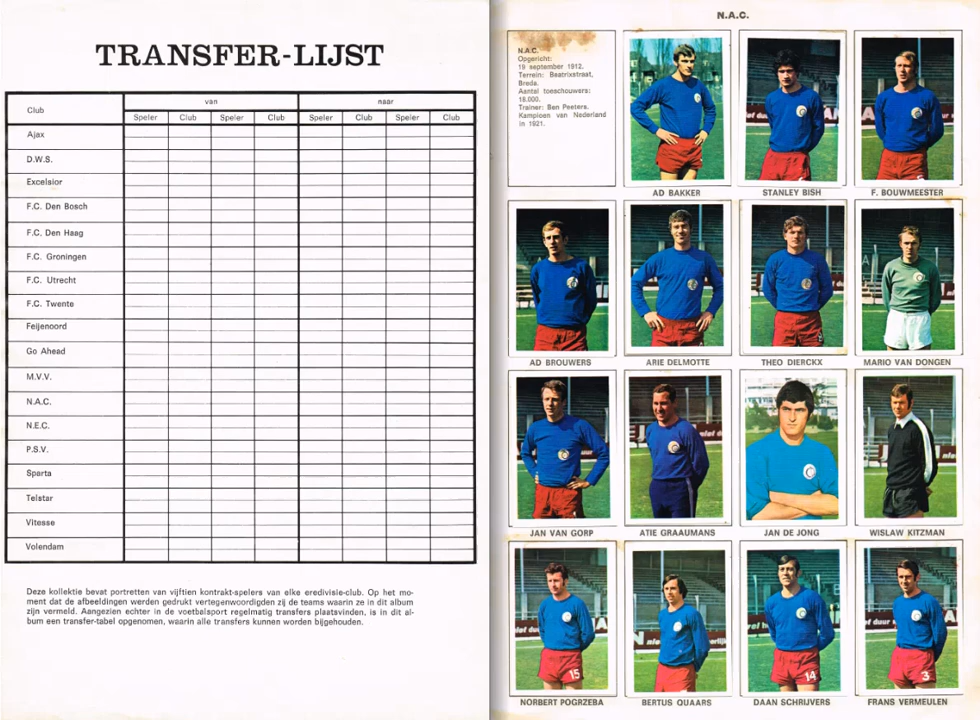 TRANSFER-LIJST
Club
van
naar
Speler
Club
Speler
Club
Speler
Club
Speler
Club
Ajax
D.W.S.
Excelsior
F.C. Den Bosch
F.C. Den Haag
F.C. Groningen
F.C. Utrecht
F.C. Twente
Feijenoord
Go Ahead
M.V.V.
N.A.C.
N.E.C.
P.S.V.
Sparta
Telstar
Vitesse
Volendam
Deze kollektie bevat portretten van vijftien kontrakt-spelers van elke eredivisie-club. Op het mo-
ment dat de afbeeldingen werden gedrukt vertegenwoordigden zij de teams waarin ze in dit album
zijn vermeld. Aangezien echter in de voetbalsport regelmatig transfers plaatsvinden, is in dit al-
bum een transfer-tabel opgenomen, waarin alle transfers kunnen worden bijgehouden.
N.A.C.
N.A.C.
Opgericht:
19 september 1912.
Terrein: Beatrixstraat,
Breda.
Aantal toeschouwers:
18.000.
Trainer: Ben Peeters.
Kampioen van Nederland
in 1921.
AD BAKKER
STANLEY BISH
F. BOUWMEESTER
AD BROUWERS
ARIE DELMOTTE
THEO DIERCKX
MARIO VAN DONGEN
JAN VAN GORP
ATIE GRAAUMANS
JAN DE JONG
WISLAW KITZMAN
15
14
3
NORBERT POGRZEBA
BERTUS QUAARS
DAAN SCHRIJVERS
FRANS VERMEULEN